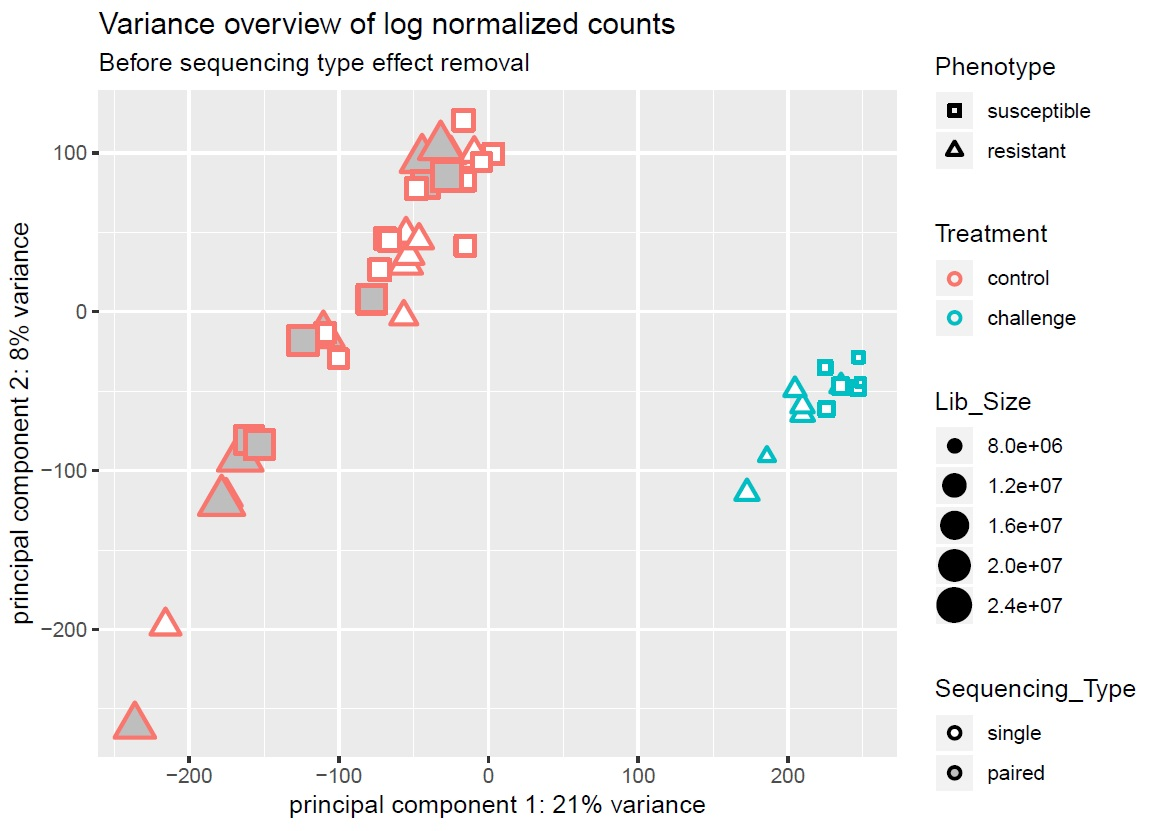 Variance overview of log normalized counts
Before sequencing type effect removal
principal component 2: 8% variance
100
0
−100
−200
−200
−100
0
100
200
principal component 1: 21% variance
Phenotype
susceptible
resistant
Treatment
control
challenge
Lib_Size
8.0e+06
1.2e+07
1.6e+07
2.0e+07
2.4e+07
Sequencing_Type
single
paired